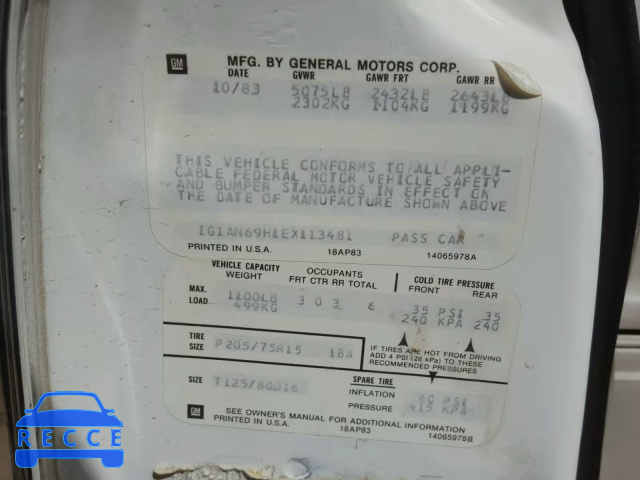 GM
MFG. BY GENERAL MOTORS CORP.
DATE GVWR GAWR FRT GAWR RR
10/83 5075LB 2432LB 2643LB
2302KG 1104KG 1199KG
THIS VEHICLE CONFORMS TO ALL APPLI-
CABLE FEDERAL MOTOR VEHICLE SAFETY
AND BUMPER STANDARDS IN EFFECT ON
THE DATE OF MANUFACTURE SHOWN ABOVE
1G1AN69H1EX113481 PASS CAR
PRINTED IN U.S.A. 18AP83 14065978A
VEHICLE CAPACITY OCCUPANTS COLD TIRE PRESSURE
WEIGHT FRT CTR RR TOTAL FRONT REAR
MAX. LOAD 1100LB 3 0 3 6 35 PSI 35
499KG 240 KPA 240
TIRE SIZE P205/75R15 1BA
IF TIRES ARE HOT FROM DRIVING
ADD 4 PSI (28 kPa) TO THESE
RECOMMENDED PRESSURES
SIZE T125/80D16 SPARE TIRE
INFLATION 60 PSI
PRESSURE 415 KPA
GM
SEE OWNER'S MANUAL FOR ADDITIONAL INFORMATION
PRINTED IN U.S.A. 18AP83 14065978B
RECCE